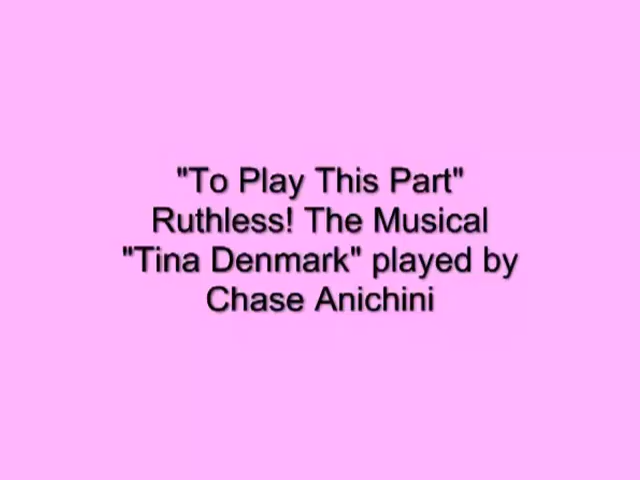 "To Play This Part"
Ruthless! The Musical
"Tina Denmark" played by
Chase Anichini